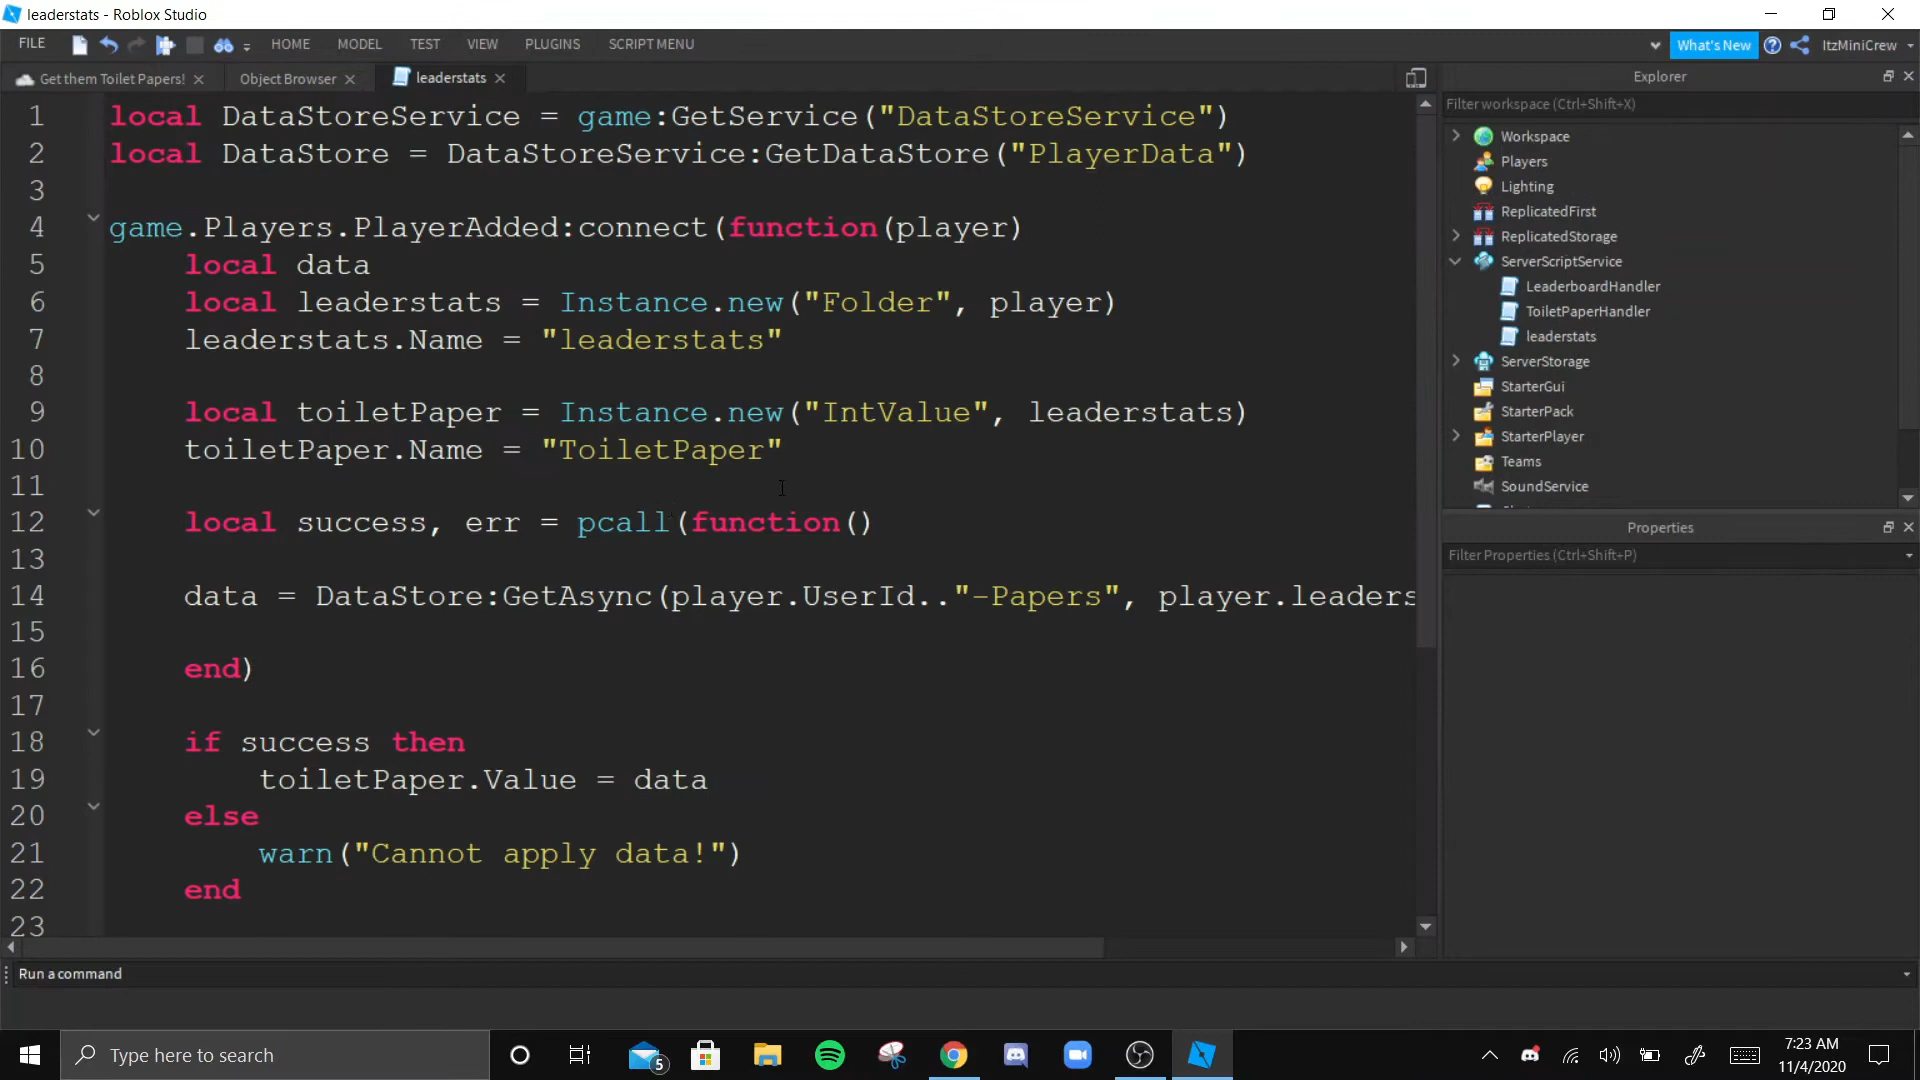 leaderstats - Roblox Studio
FILE HOME MODEL TEST VIEW PLUGINS SCRIPT MENU What's New ItzMiniCrew
Get them Toilet Papers! Object Browser leaderstats
1 local DataStoreService = game:GetService("DataStoreService")
2 local DataStore = DataStoreService:GetDataStore("PlayerData")
3
4 game.Players.PlayerAdded:connect(function(player)
5 local data
6 local leaderstats = Instance.new("Folder", player)
7 leaderstats.Name = "leaderstats"
8
9 local toiletPaper = Instance.new("IntValue", leaderstats)
10 toiletPaper.Name = "ToiletPaper"
11
12 local success, err = pcall(function()
13
14 data = DataStore:GetAsync(player.UserId.."-Papers", player.leaders
15
16 end)
17
18 if success then
19 toiletPaper.Value = data
20 else
21 warn("Cannot apply data!")
22 end
23
Explorer
Filter workspace (Ctrl+Shift+X)
Workspace
Players
Lighting
ReplicatedFirst
ReplicatedStorage
ServerScriptService
LeaderboardHandler
ToiletPaperHandler
leaderstats
ServerStorage
StarterGui
StarterPack
StarterPlayer
Teams
SoundService
Properties
Filter Properties (Ctrl+Shift+P)
Run a command
Type here to search
5
7:23 AM
11/4/2020